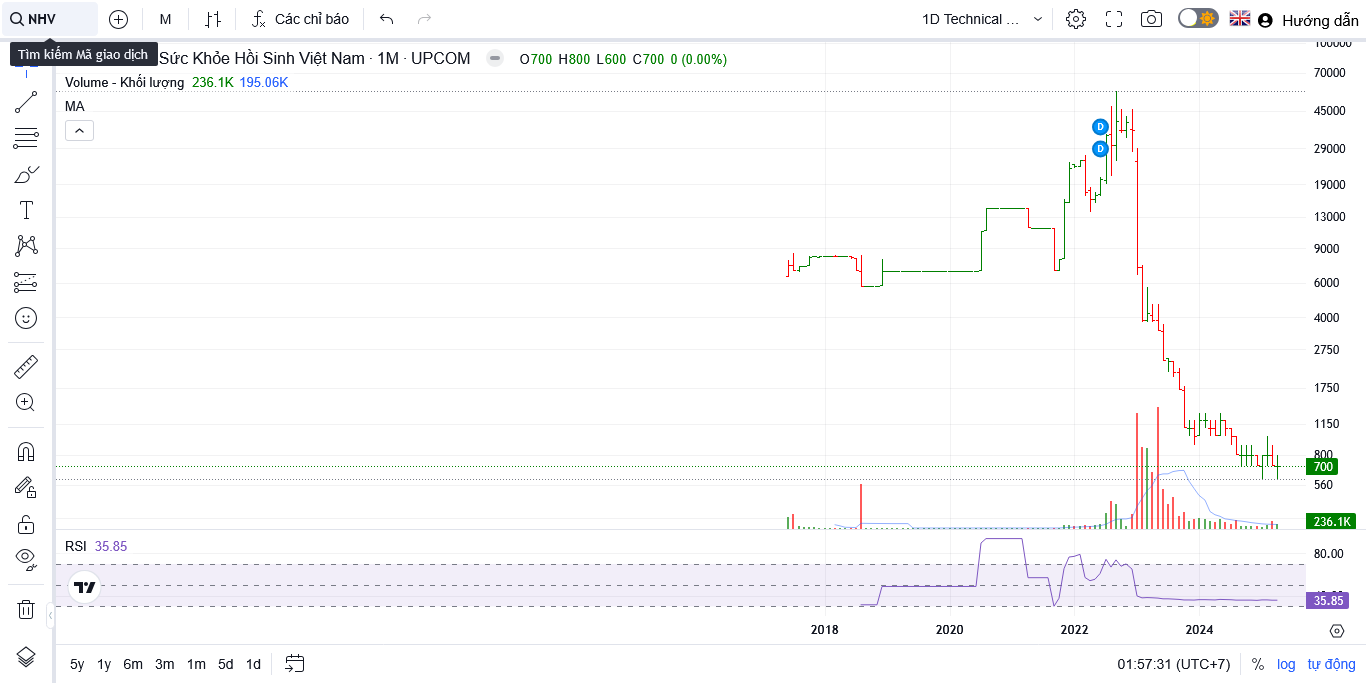 NHV
M
Các chỉ báo
1D Technical ...
Hướng dẫn
Tìm kiếm Mã giao dịch
Sức Khỏe Hồi Sinh Việt Nam · 1M · UPCOM
O700 H800 L600 C700 0 (0.00%)
Volume - Khối lượng 236.1K 195.06K
MA
D
D
100000
70000
45000
29000
19000
13000
9000
6000
4000
2750
1750
1150
800
700
560
236.1K
RSI 35.85
80.00
35.85
2018 2020 2022 2024
5y 1y 6m 3m 1m 5d 1d
01:57:31 (UTC+7) % log tự động